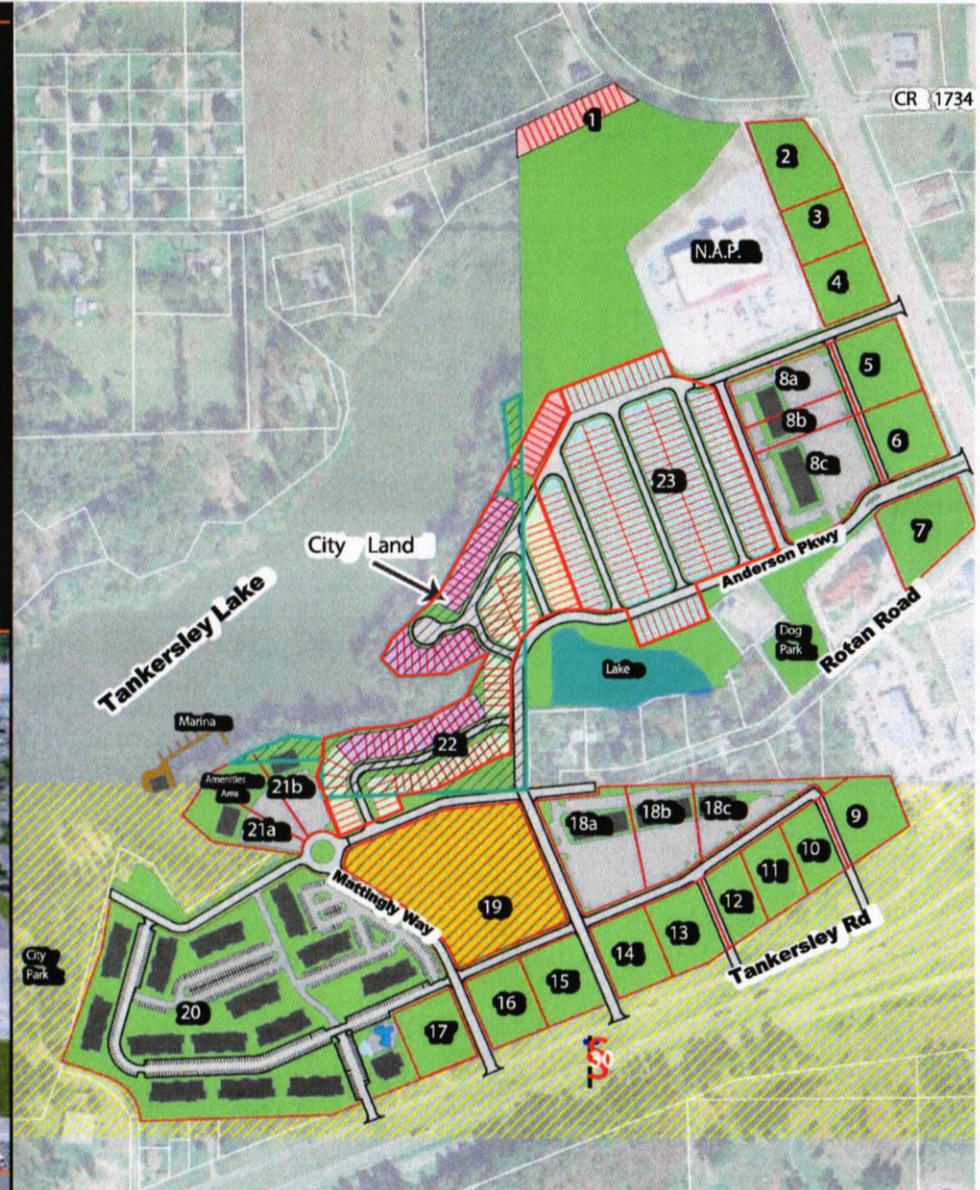 CR 1734
1
2
3
N.A.P.
4
5
8a
8b
6
8c
23
7
City Land
Anderson Pkwy
Tankersley Lake
Dog
Park
Rotan Road
Lake
Marina
22
Amenities
Area
21b
21a
18a
18b
18c
9
10
11
12
Mattingly Way
19
13
14
Tankersley Rd
15
16
17
City
Park
20
30